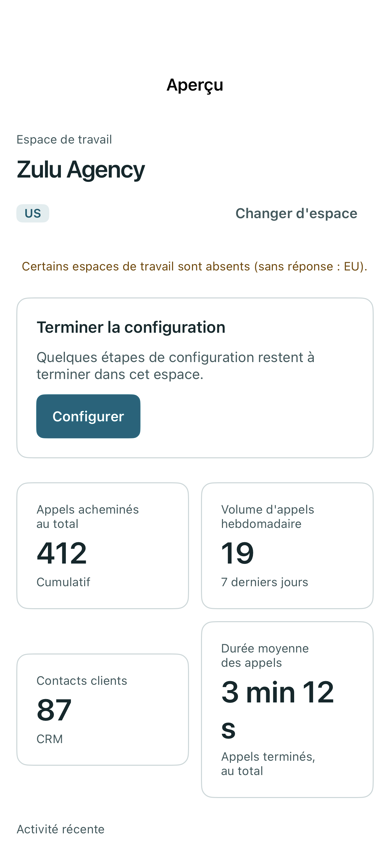 Aperçu
Espace de travail
Zulu Agency
US
Changer d'espace
Certains espaces de travail sont absents (sans réponse : EU).
Terminer la configuration
Quelques étapes de configuration restent à
terminer dans cet espace.
Configurer
Appels acheminés
au total
412
Cumulatif
Volume d'appels
hebdomadaire
19
7 derniers jours
Contacts clients
87
CRM
Durée moyenne
des appels
3 min 12
s
Appels terminés,
au total
Activité récente